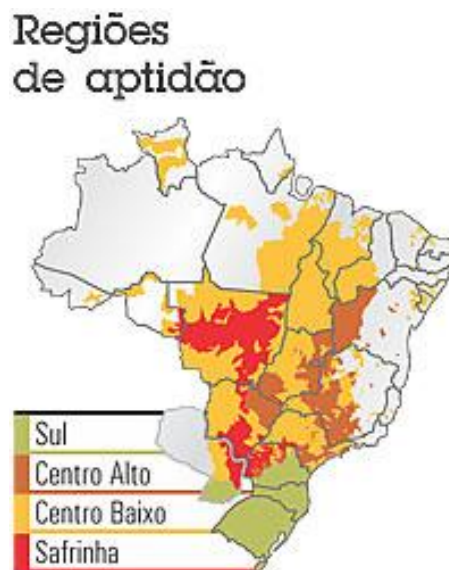 Regiões
de aptidão
Sul
Centro Alto
Centro Baixo
Safrinha